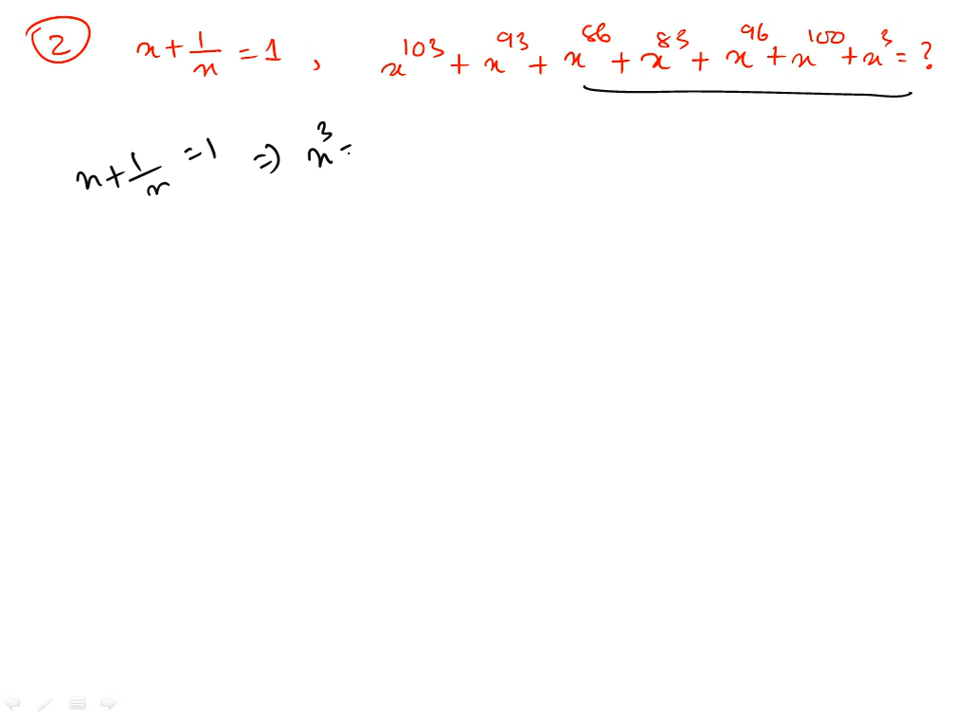 ② x + 1/x = 1 , x^103 + x^93 + x^86 + x^83 + x^96 + x^100 + x^3 = ?
x + 1/x = 1 ⇒ x^3 =